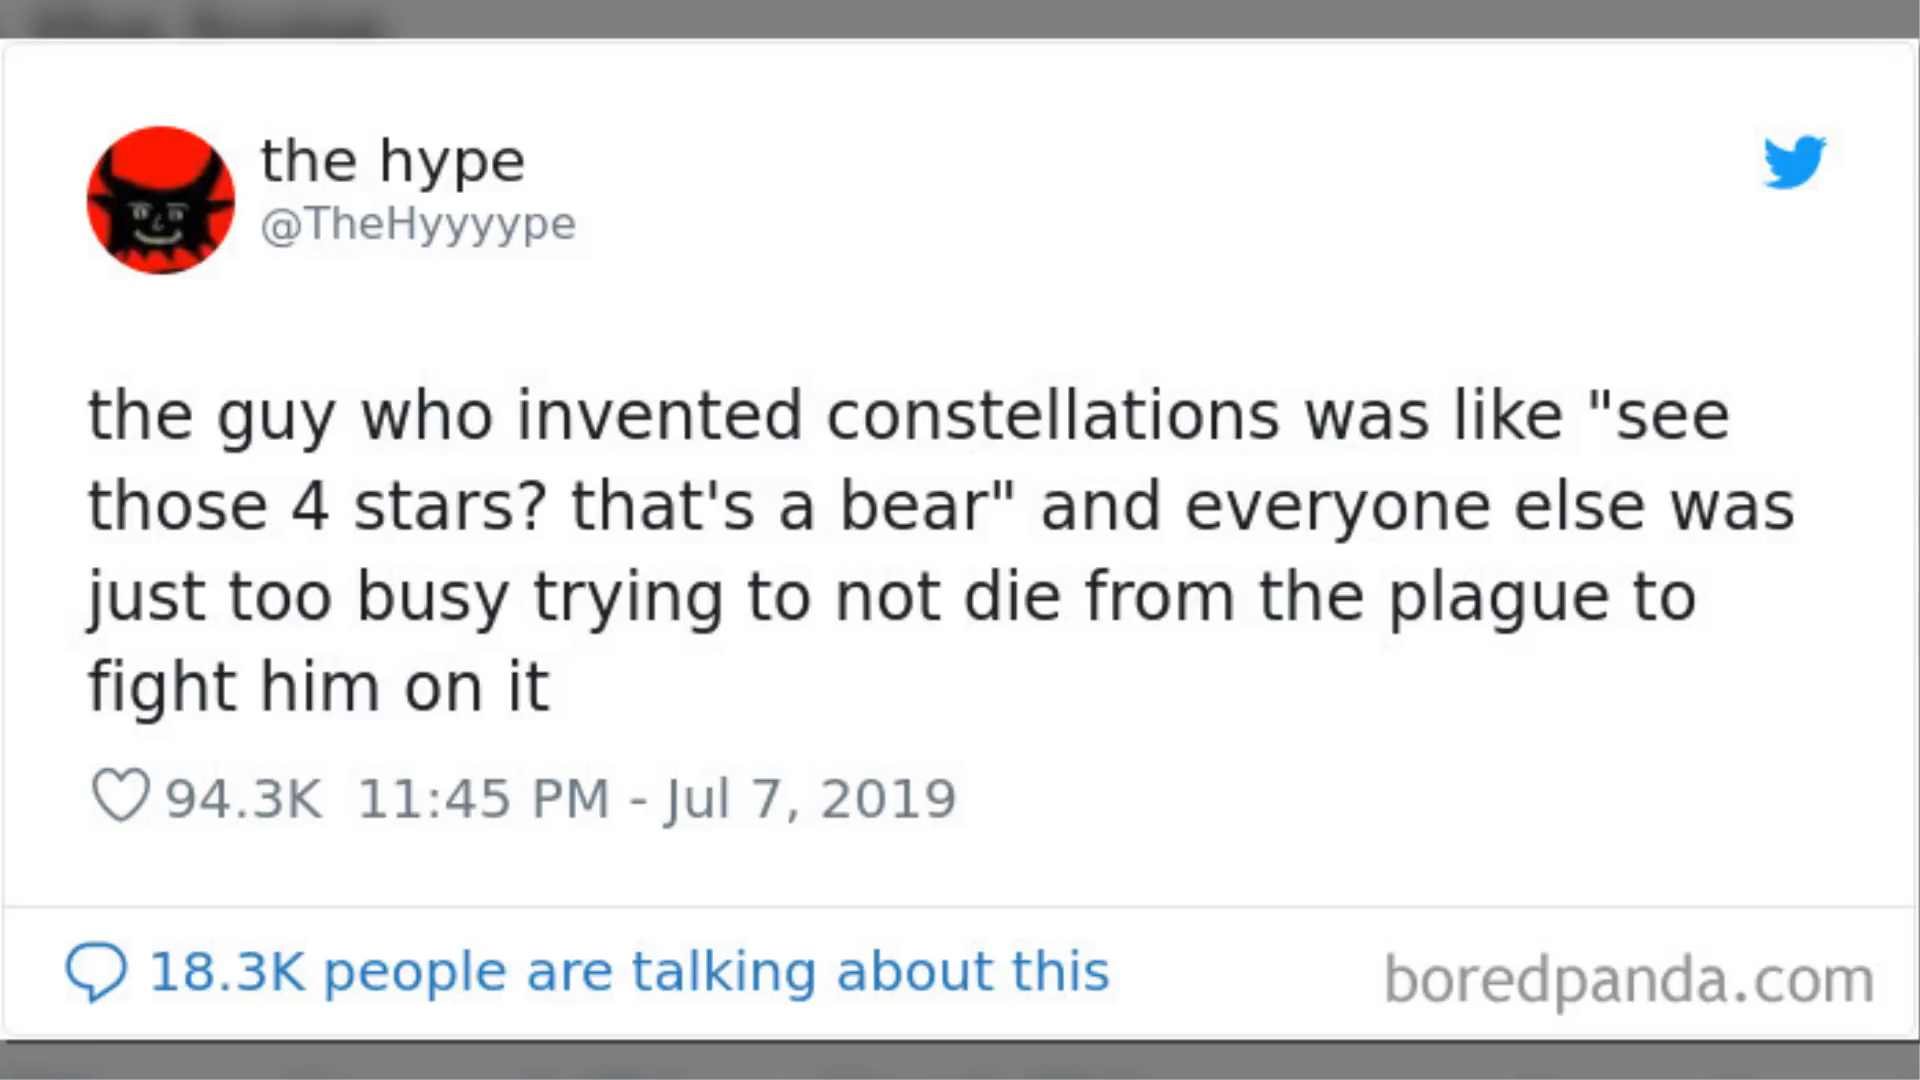 the hype
@TheHyyyype
the guy who invented constellations was like "see
those 4 stars? that's a bear" and everyone else was
just too busy trying to not die from the plague to
fight him on it
94.3K 11:45 PM - Jul 7, 2019
18.3K people are talking about this
boredpanda.com